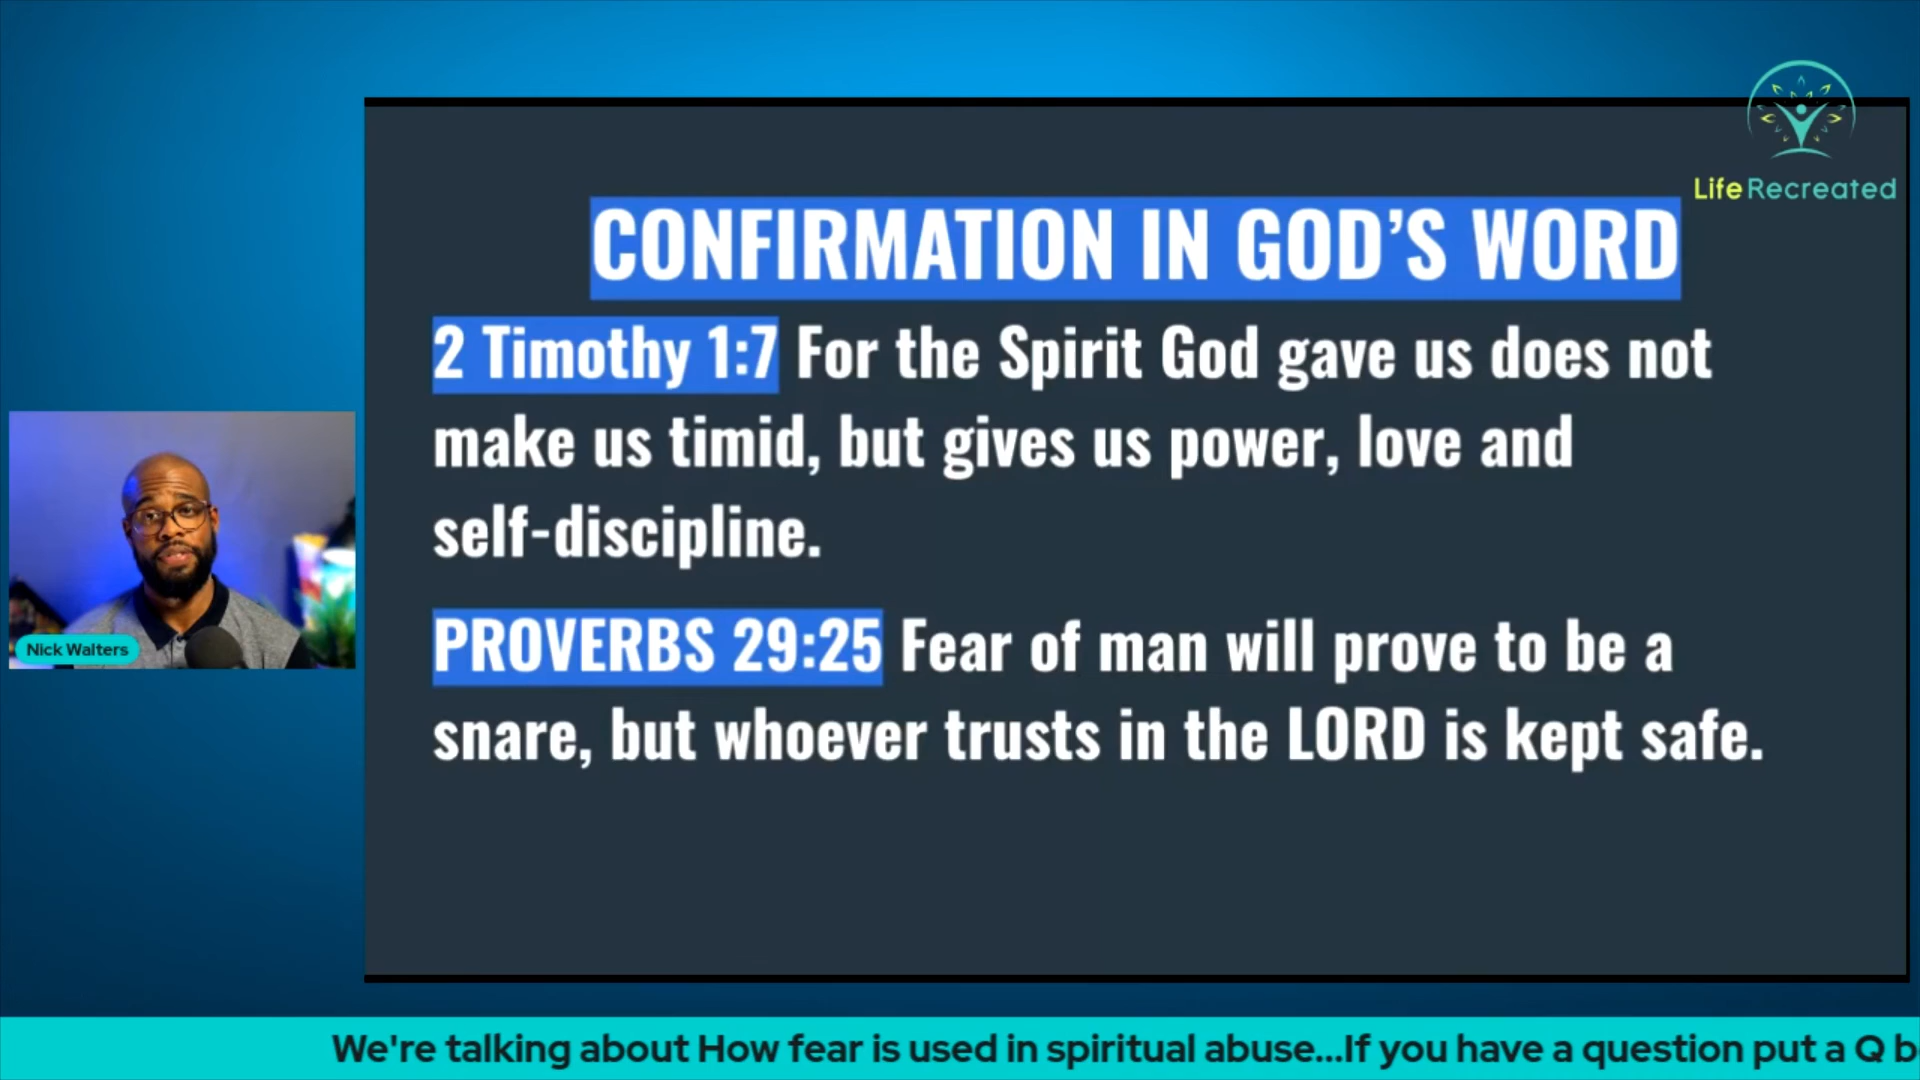 LifeRecreated
CONFIRMATION IN GOD’S WORD
2 Timothy 1:7 For the Spirit God gave us does not
make us timid, but gives us power, love and
self-discipline.
PROVERBS 29:25 Fear of man will prove to be a
snare, but whoever trusts in the LORD is kept safe.
Nick Walters
We're talking about How fear is used in spiritual abuse...If you have a question put a Q b